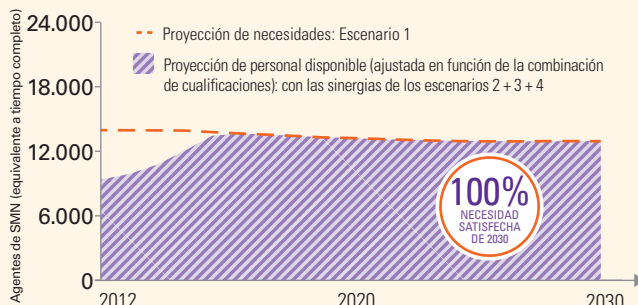 Agentes de SMN (equivalente a tiempo completo)
24.000
18.000
12.000
6.000
0
Proyección de necesidades: Escenario 1
Proyección de personal disponible (ajustada en función de la combinación
de cualificaciones): con las sinergias de los escenarios 2 + 3 + 4
100%
NECESIDAD
SATISFECHA
DE 2030
2012
2020
2030